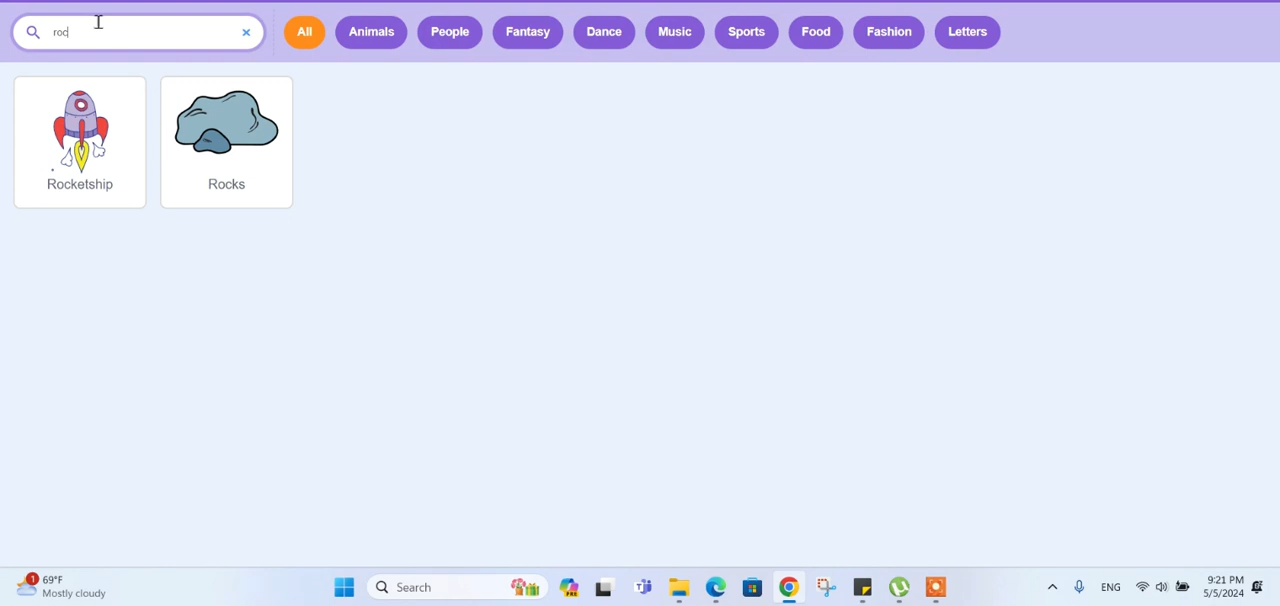 roc
All
Animals
People
Fantasy
Dance
Music
Sports
Food
Fashion
Letters
Rocketship
Rocks
1
69°F
Mostly cloudy
Search
ENG
9:21 PM
5/5/2024